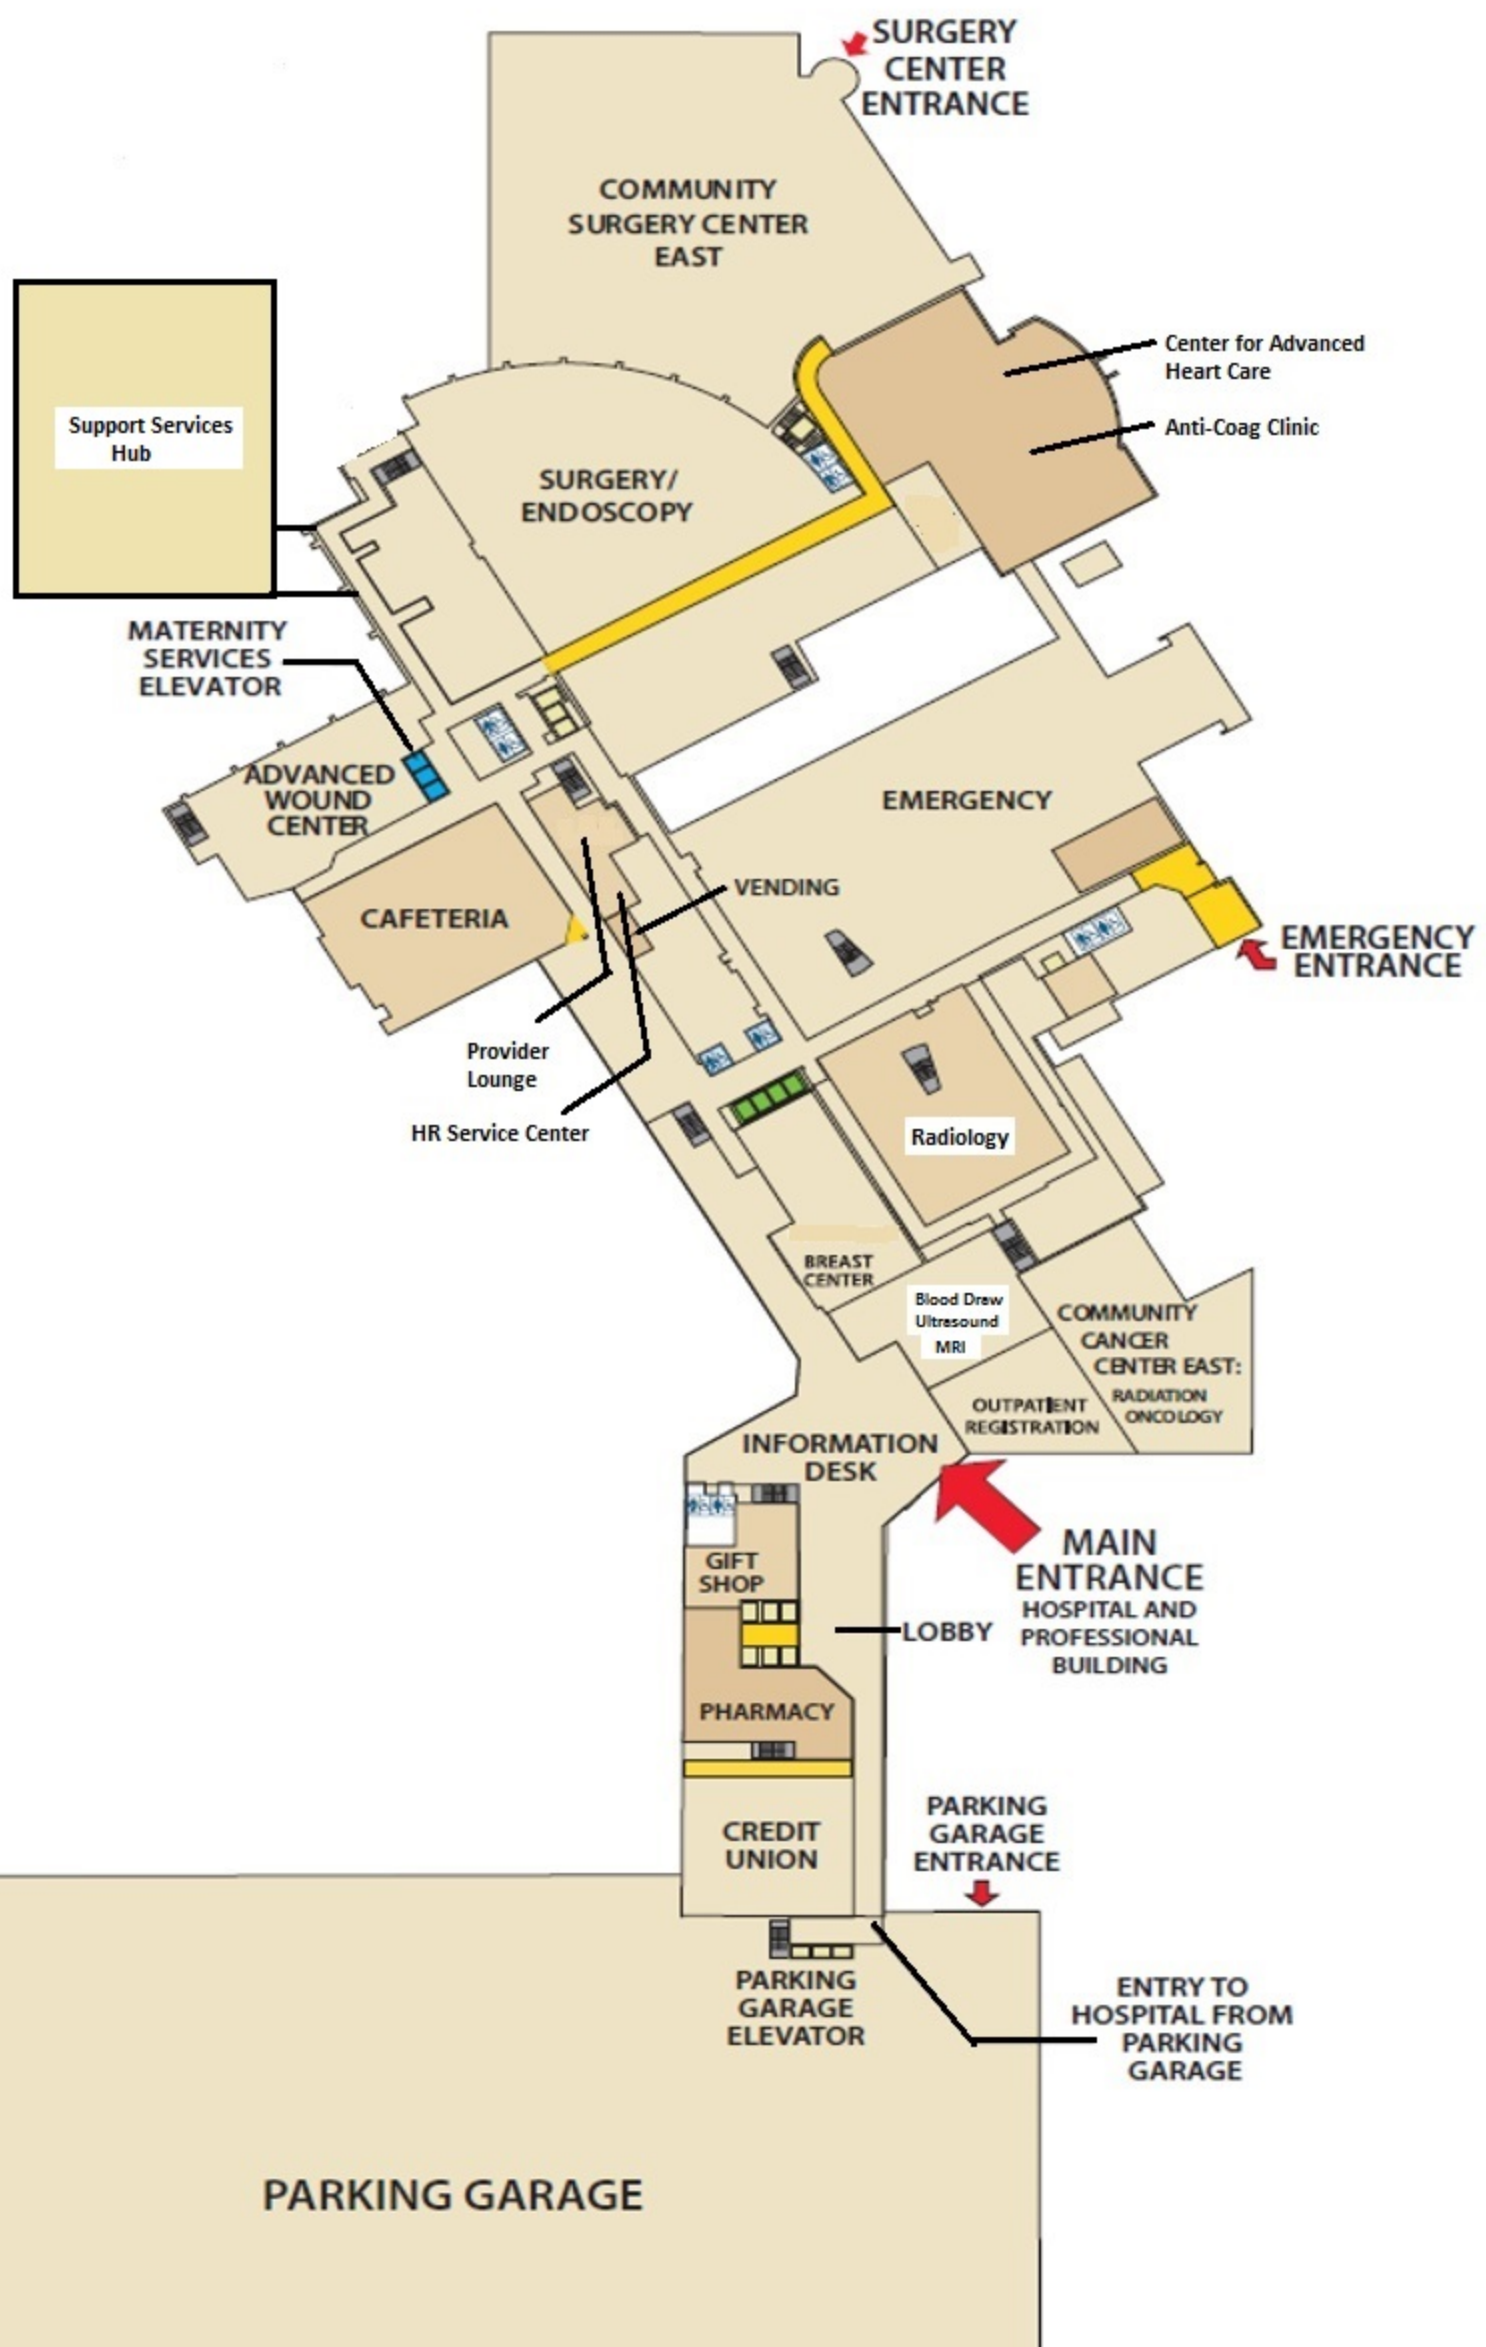 SURGERY
CENTER
ENTRANCE
COMMUNITY
SURGERY CENTER
EAST
Center for Advanced
Heart Care
Anti-Coag Clinic
Support Services
Hub
SURGERY/
ENDOSCOPY
MATERNITY
SERVICES
ELEVATOR
ADVANCED
WOUND
CENTER
EMERGENCY
VENDING
CAFETERIA
EMERGENCY
ENTRANCE
Provider
Lounge
HR Service Center
Radiology
BREAST
CENTER
Blood Draw
Ultrasound
MRI
COMMUNITY
CANCER
CENTER EAST:
RADIATION
ONCOLOGY
OUTPATIENT
REGISTRATION
INFORMATION
DESK
MAIN
ENTRANCE
HOSPITAL AND
PROFESSIONAL
BUILDING
GIFT
SHOP
LOBBY
PHARMACY
CREDIT
UNION
PARKING
GARAGE
ENTRANCE
PARKING
GARAGE
ELEVATOR
ENTRY TO
HOSPITAL FROM
PARKING
GARAGE
PARKING GARAGE